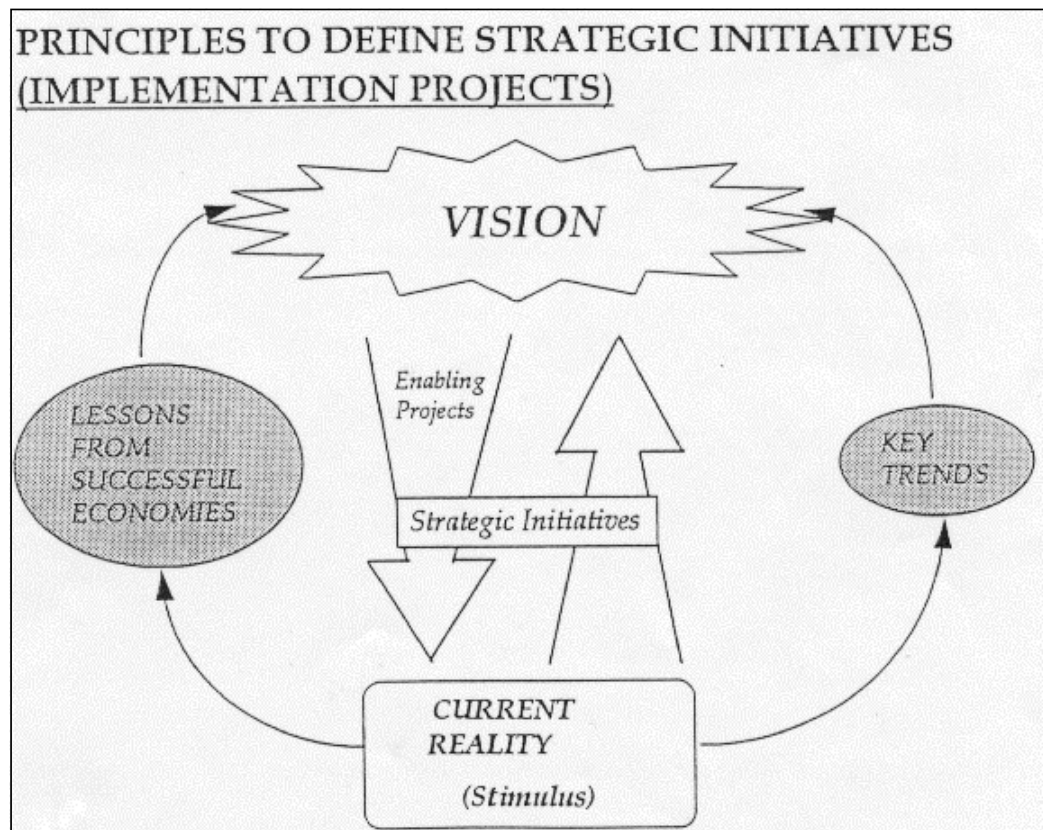 PRINCIPLES TO DEFINE STRATEGIC INITIATIVES
(IMPLEMENTATION PROJECTS)
VISION
Enabling
Projects
LESSONS
FROM
SUCCESSFUL
ECONOMIES
KEY
TRENDS
Strategic Initiatives
CURRENT
REALITY
(Stimulus)